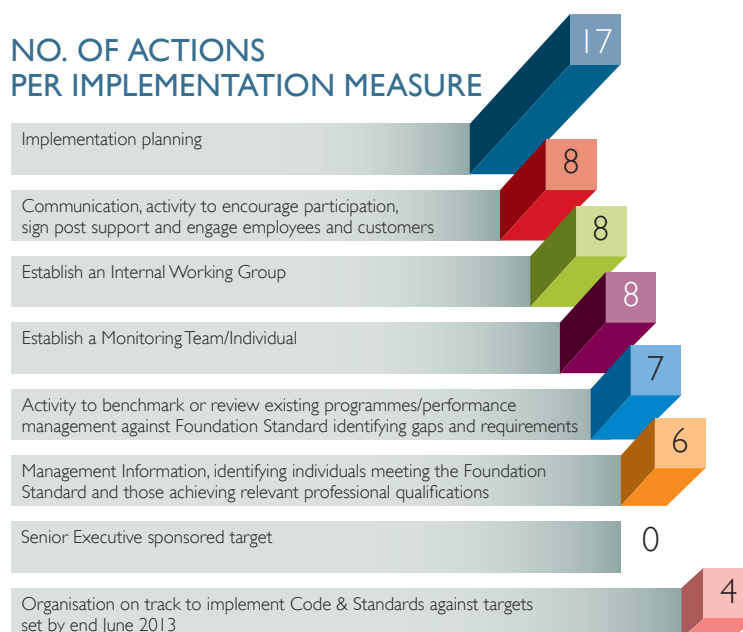 NO. OF ACTIONS
PER IMPLEMENTATION MEASURE
17
Implementation planning
8
Communication, activity to encourage participation,
sign post support and engage employees and customers
8
Establish an Internal Working Group
8
Establish a Monitoring Team/Individual
7
Activity to benchmark or review existing programmes/performance
management against Foundation Standard identifying gaps and requirements
6
Management Information, identifying individuals meeting the Foundation
Standard and those achieving relevant professional qualifications
Senior Executive sponsored target
0
4
Organisation on track to implement Code & Standards against targets
set by end June 2013